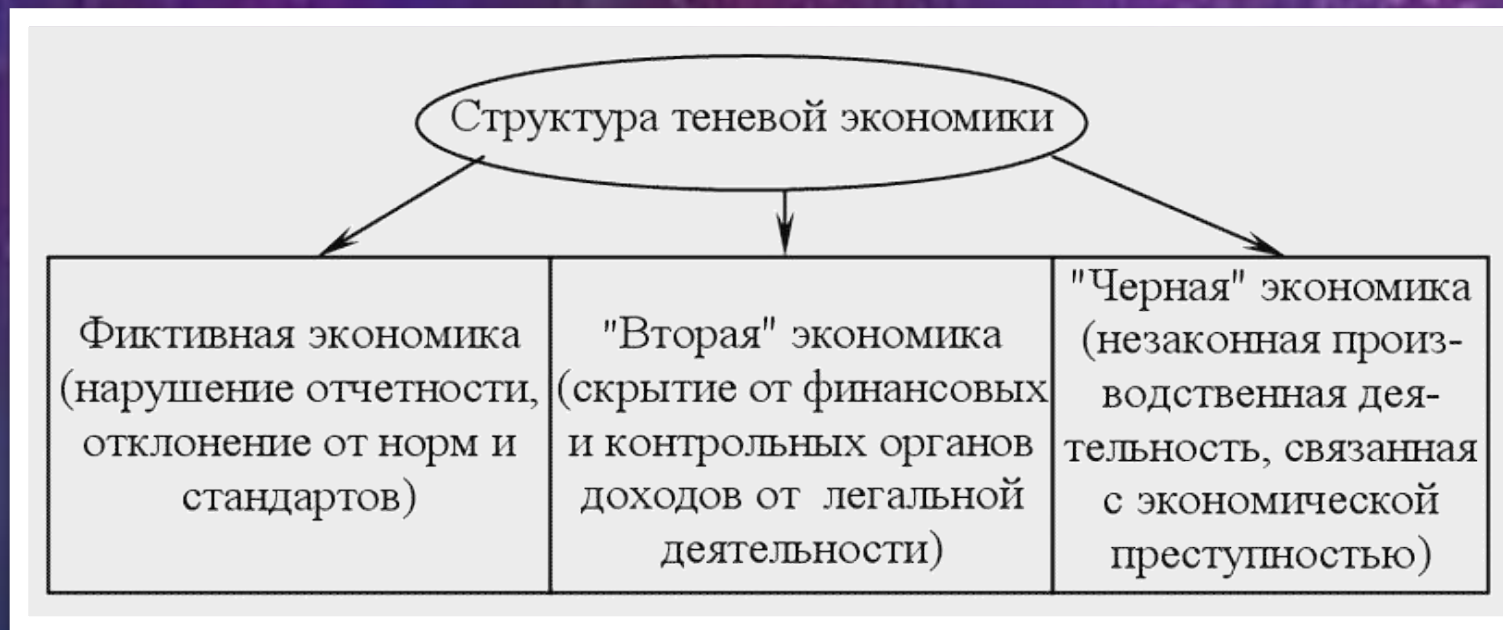 Структура теневой экономики
Фиктивная экономика
(нарушение отчетности,
отклонение от норм и
стандартов)
"Вторая" экономика
(скрытие от финансовых
и контрольных органов
доходов от легальной
деятельности)
"Черная" экономика
(незаконная произ-
водственная дея-
тельность, связанная
с экономической
преступностью)